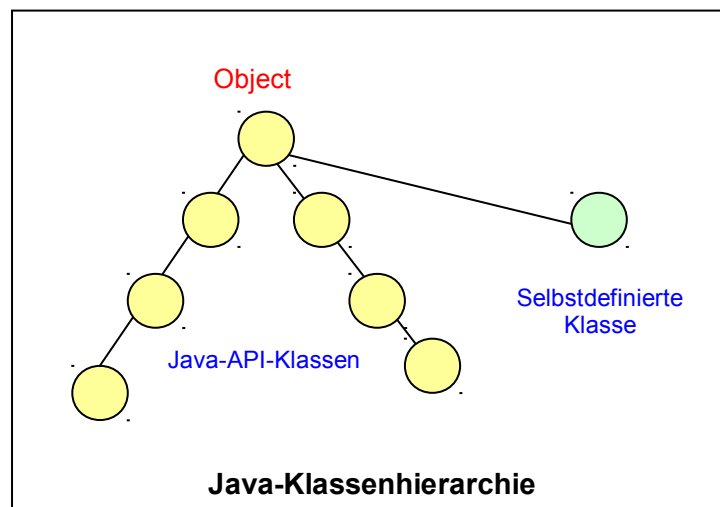 Object
Selbstdefinierte
Klasse
Java-API-Klassen
Java-Klassenhierarchie